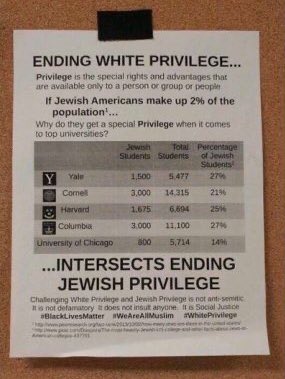 ENDING WHITE PRIVILEGE...
Privilege is the special rights and advantages that
are available only to a person or group or people
If Jewish Americans make up 2% of the
population¹...
Why do they get a special Privilege when it comes
to top universities?
Jewish Students Total Students Percentage of Jewish Students²
Y Yale 1,500 5,477 27%
Cornell 3,000 14,315 21%
Harvard 1,675 6,694 25%
Columbia 3,000 11,100 27%
University of Chicago 800 5,714 14%
...INTERSECTS ENDING
JEWISH PRIVILEGE
Challenging White Privilege and Jewish Privilege is not anti-semitic
It is not defamatory It does not insult anyone. It is Social Justice
#BlackLivesMatter #WeAreAllMuslim #WhitePrivilege